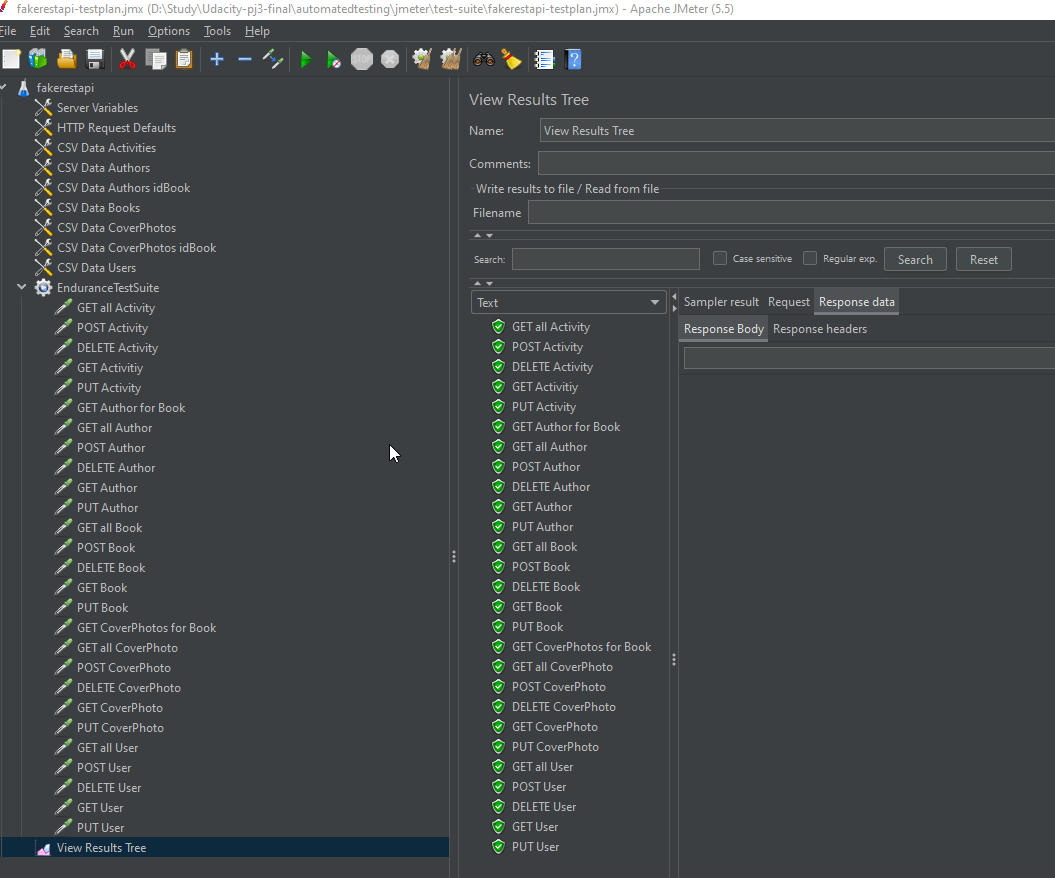 fakerestapi-testplan.jmx (D:\Study\Udacity-pj3-final\automatedtesting\jmeter\test-suite\fakerestapi-testplan.jmx) - Apache JMeter (5.5)
File Edit Search Run Options Tools Help
fakerestapi
Server Variables
HTTP Request Defaults
CSV Data Activities
CSV Data Authors
CSV Data Authors idBook
CSV Data Books
CSV Data CoverPhotos
CSV Data CoverPhotos idBook
CSV Data Users
EnduranceTestSuite
GET all Activity
POST Activity
DELETE Activity
GET Activitiy
PUT Activity
GET Author for Book
GET all Author
POST Author
DELETE Author
GET Author
PUT Author
GET all Book
POST Book
DELETE Book
GET Book
PUT Book
GET CoverPhotos for Book
GET all CoverPhoto
POST CoverPhoto
DELETE CoverPhoto
GET CoverPhoto
PUT CoverPhoto
GET all User
POST User
DELETE User
GET User
PUT User
View Results Tree
View Results Tree
Name: View Results Tree
Comments:
Write results to file / Read from file
Filename
Search: Case sensitive Regular exp. Search Reset
Text
GET all Activity
POST Activity
DELETE Activity
GET Activitiy
PUT Activity
GET Author for Book
GET all Author
POST Author
DELETE Author
GET Author
PUT Author
GET all Book
POST Book
DELETE Book
GET Book
PUT Book
GET CoverPhotos for Book
GET all CoverPhoto
POST CoverPhoto
DELETE CoverPhoto
GET CoverPhoto
PUT CoverPhoto
GET all User
POST User
DELETE User
GET User
PUT User
Sampler result Request Response data
Response Body Response headers